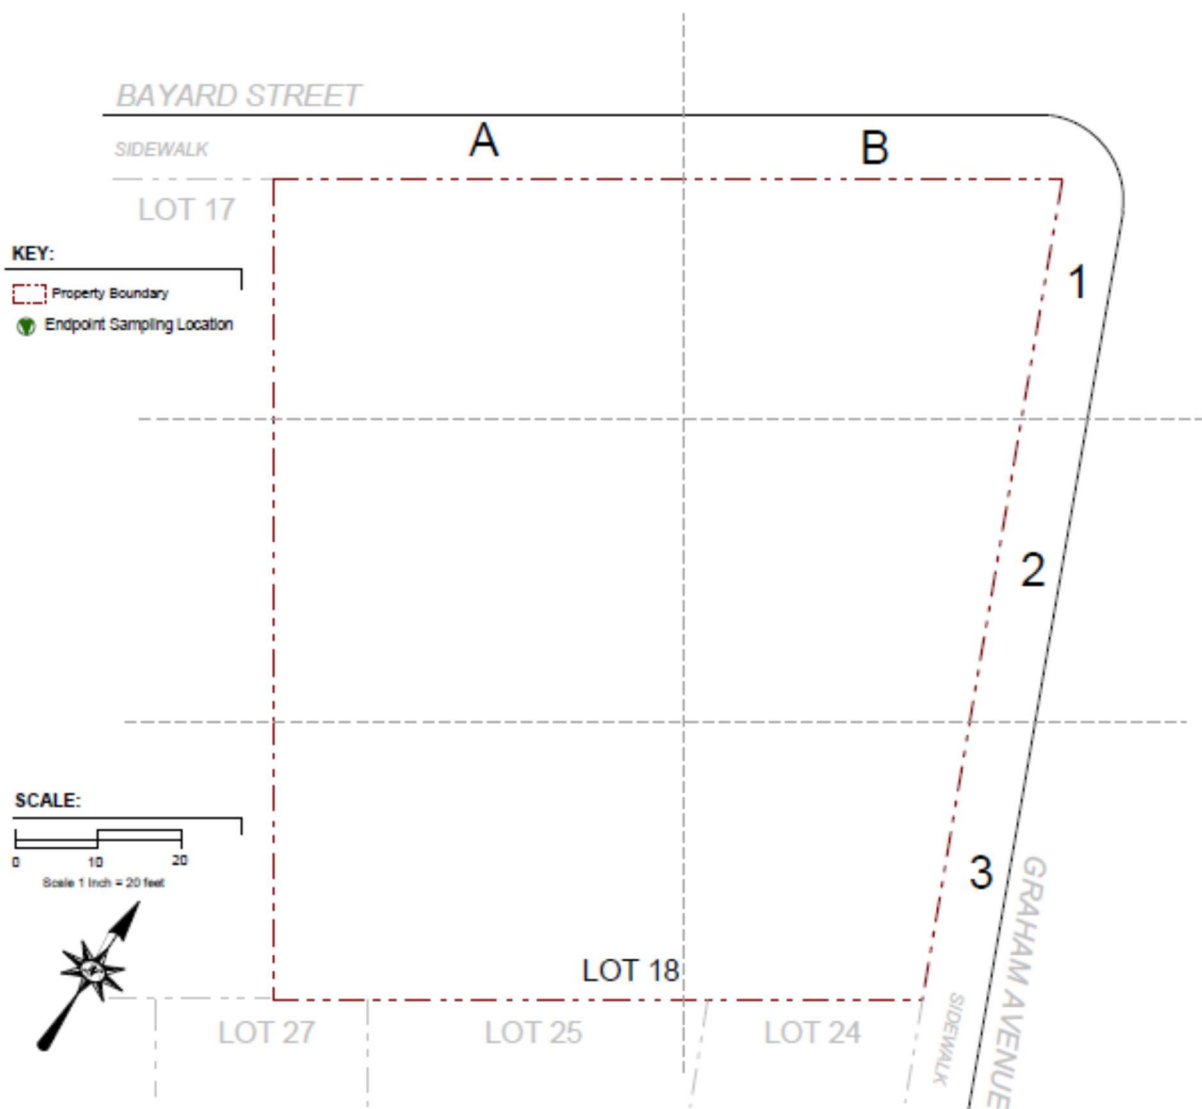 BAYARD STREET
A
B
SIDEWALK
LOT 17
KEY:
Property Boundary
Endpoint Sampling Location
1
2
SCALE:
0 10 20
Scale 1 Inch = 20 feet
3
GRAHAM AVENUE
LOT 18
SIDEWALK
LOT 27
LOT 25
LOT 24